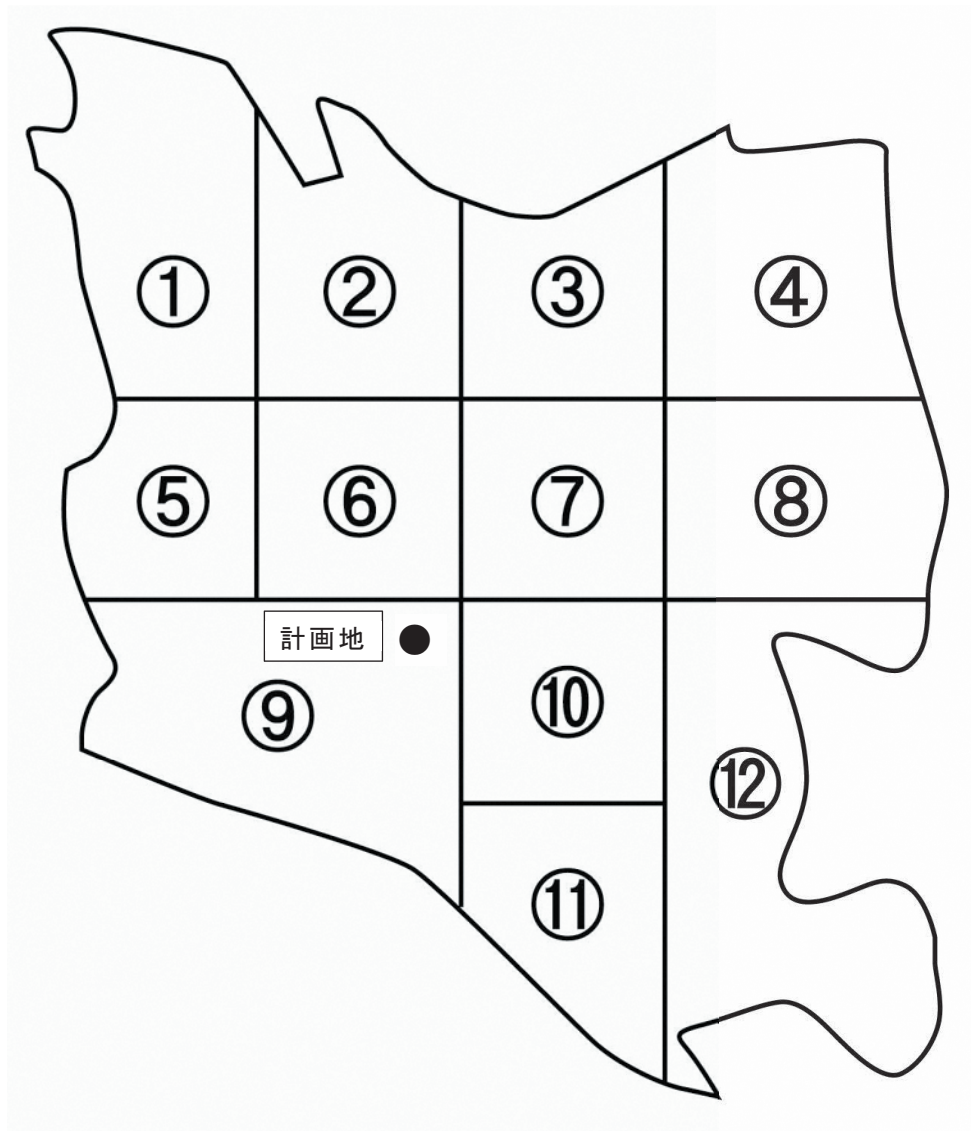 ① ② ③ ④
⑤ ⑥ ⑦ ⑧
計画地
⑨ ⑩
⑫
⑪